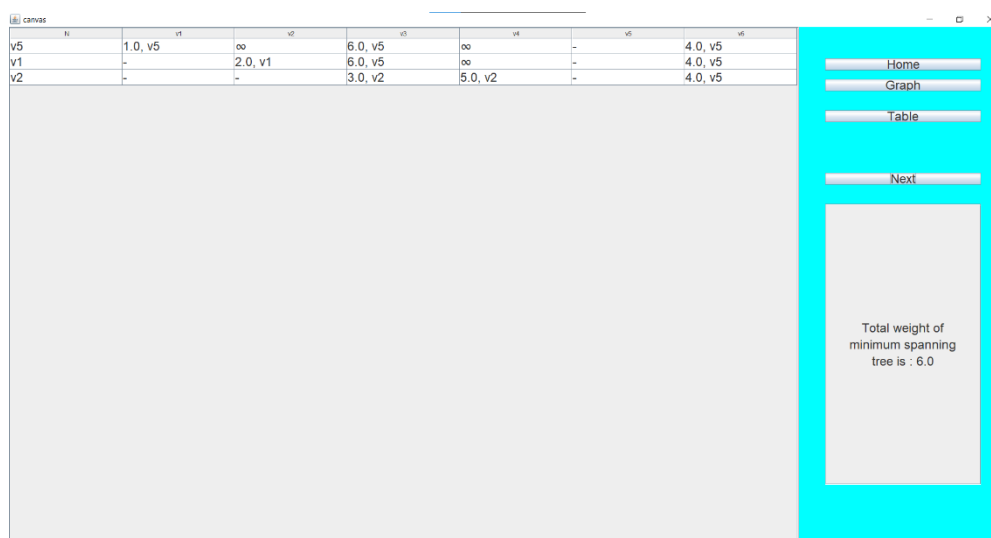 canvas
N v1 v2 v3 v4 v5 v6
v5 1.0, v5 ∞ 6.0, v5 ∞ - 4.0, v5
v1 - 2.0, v1 6.0, v5 ∞ - 4.0, v5
v2 - - 3.0, v2 5.0, v2 - 4.0, v5
Home
Graph
Table
Next
Total weight of
minimum spanning
tree is : 6.0